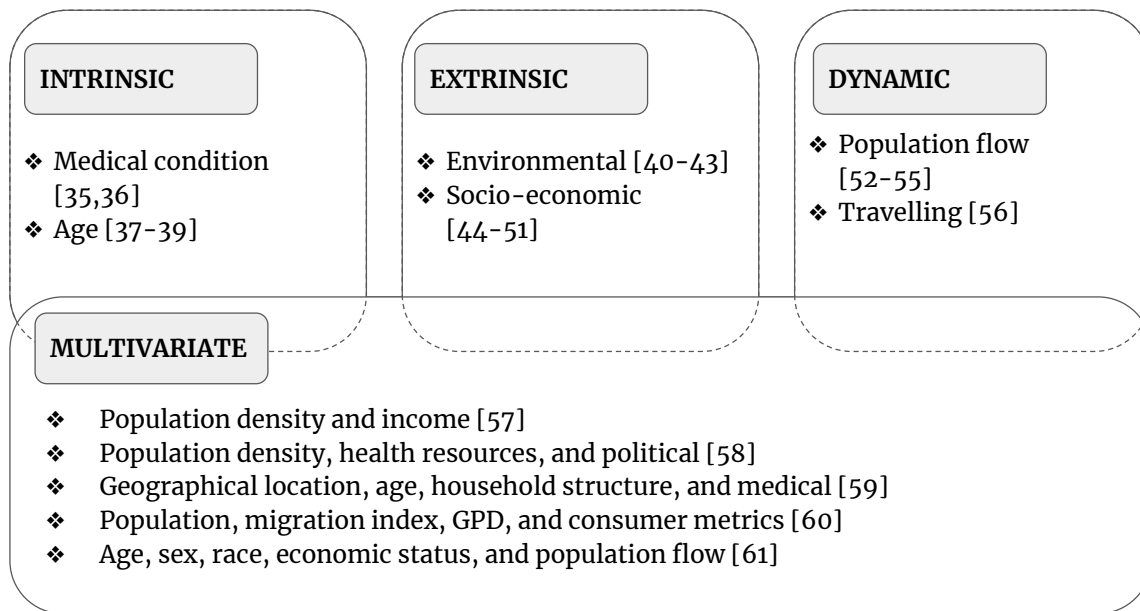 INTRINSIC
❖ Medical condition
[35,36]
❖ Age [37-39]
EXTRINSIC
❖ Environmental [40-43]
❖ Socio-economic
[44-51]
DYNAMIC
❖ Population flow
[52-55]
❖ Travelling [56]
MULTIVARIATE
❖ Population density and income [57]
❖ Population density, health resources, and political [58]
❖ Geographical location, age, household structure, and medical [59]
❖ Population, migration index, GPD, and consumer metrics [60]
❖ Age, sex, race, economic status, and population flow [61]